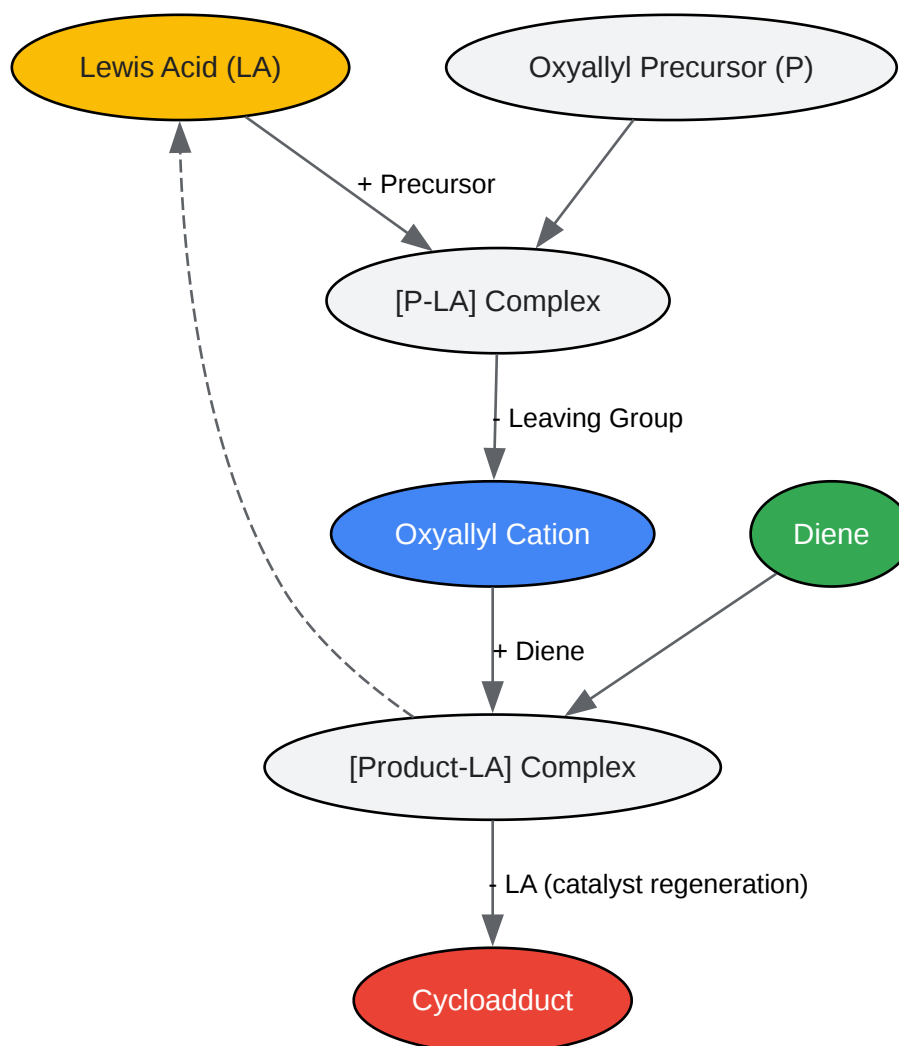 Lewis Acid (LA)
Oxyallyl Precursor (P)
+ Precursor
[P-LA] Complex
- Leaving Group
Oxyallyl Cation
Diene
+ Diene
[Product-LA] Complex
- LA (catalyst regeneration)
Cycloadduct